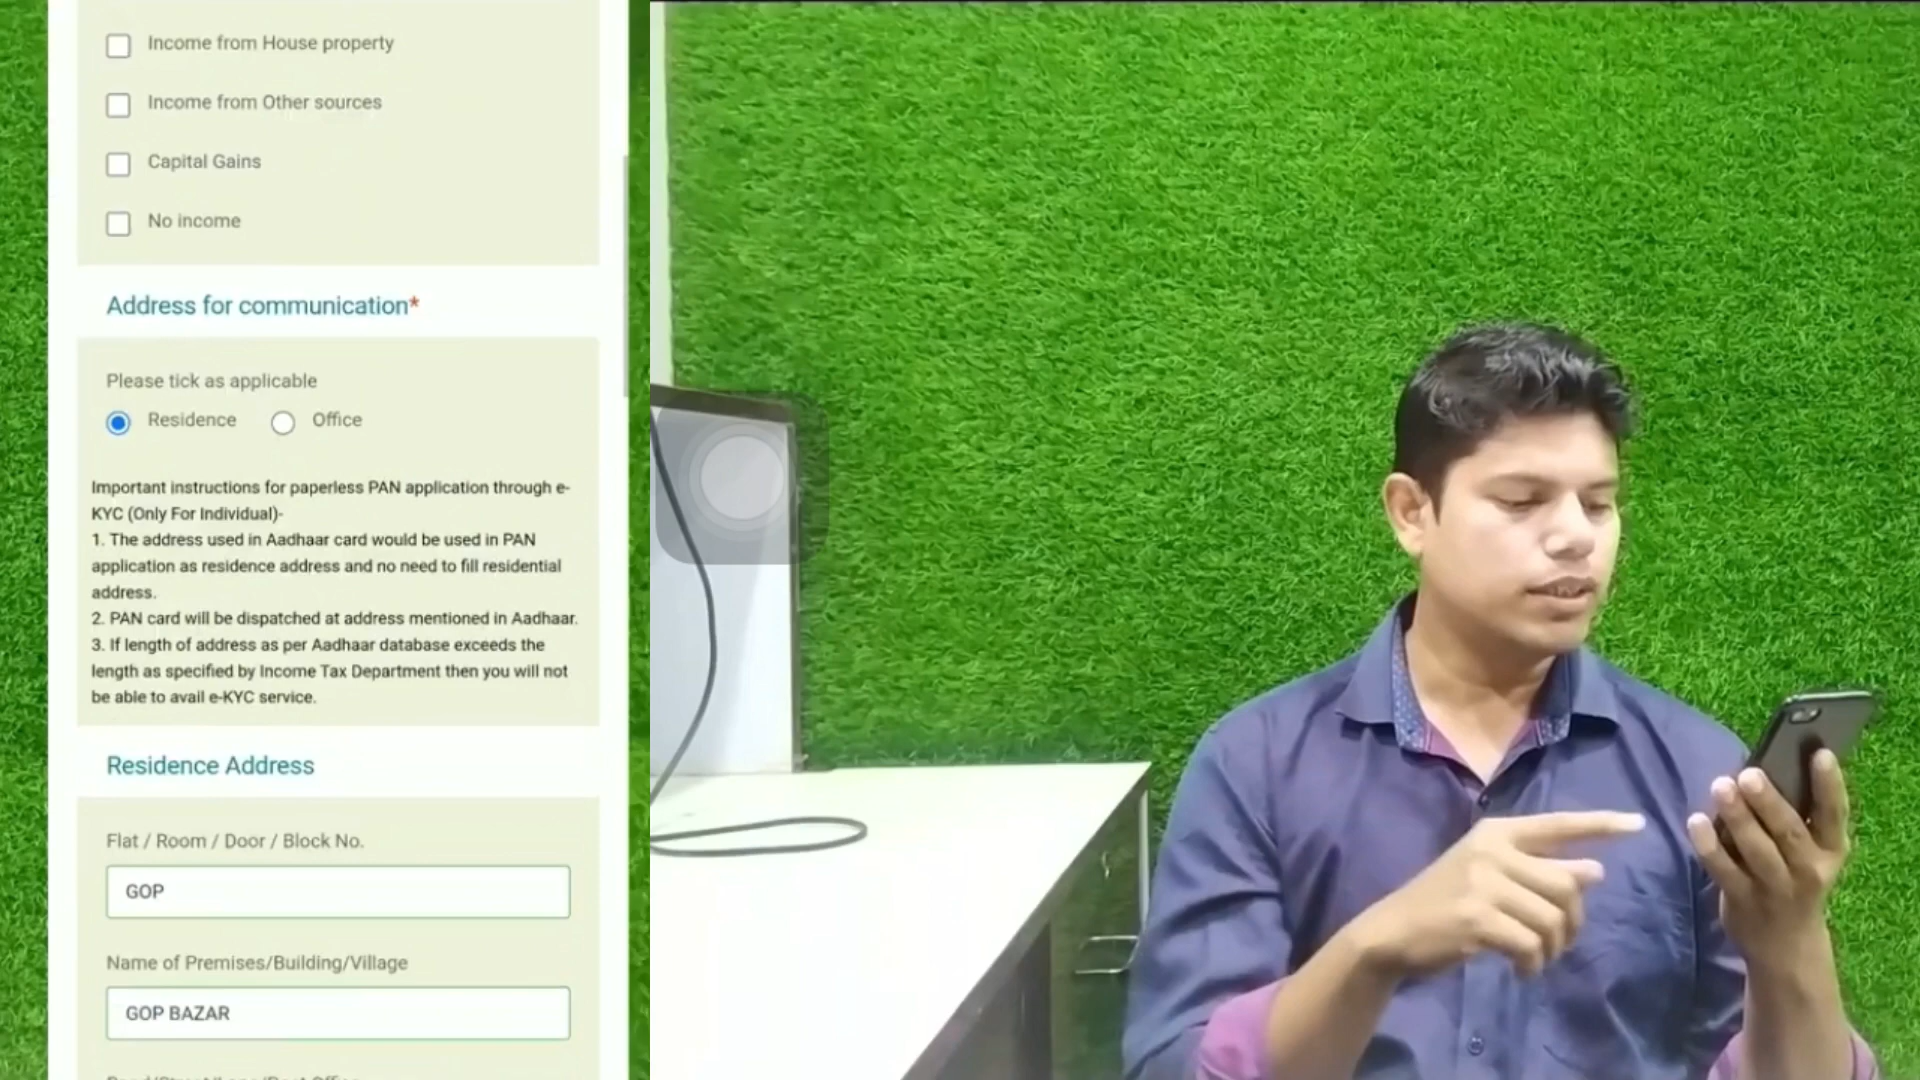 Income from House property
Income from Other sources
Capital Gains
No income
Address for communication*
Please tick as applicable
Residence Office
Important instructions for paperless PAN application through e-
KYC (Only For Individual)-
1. The address used in Aadhaar card would be used in PAN
application as residence address and no need to fill residential
address.
2. PAN card will be dispatched at address mentioned in Aadhaar.
3. If length of address as per Aadhaar database exceeds the
length as specified by Income Tax Department then you will not
be able to avail e-KYC service.
Residence Address
Flat / Room / Door / Block No.
GOP
Name of Premises/Building/Village
GOP BAZAR